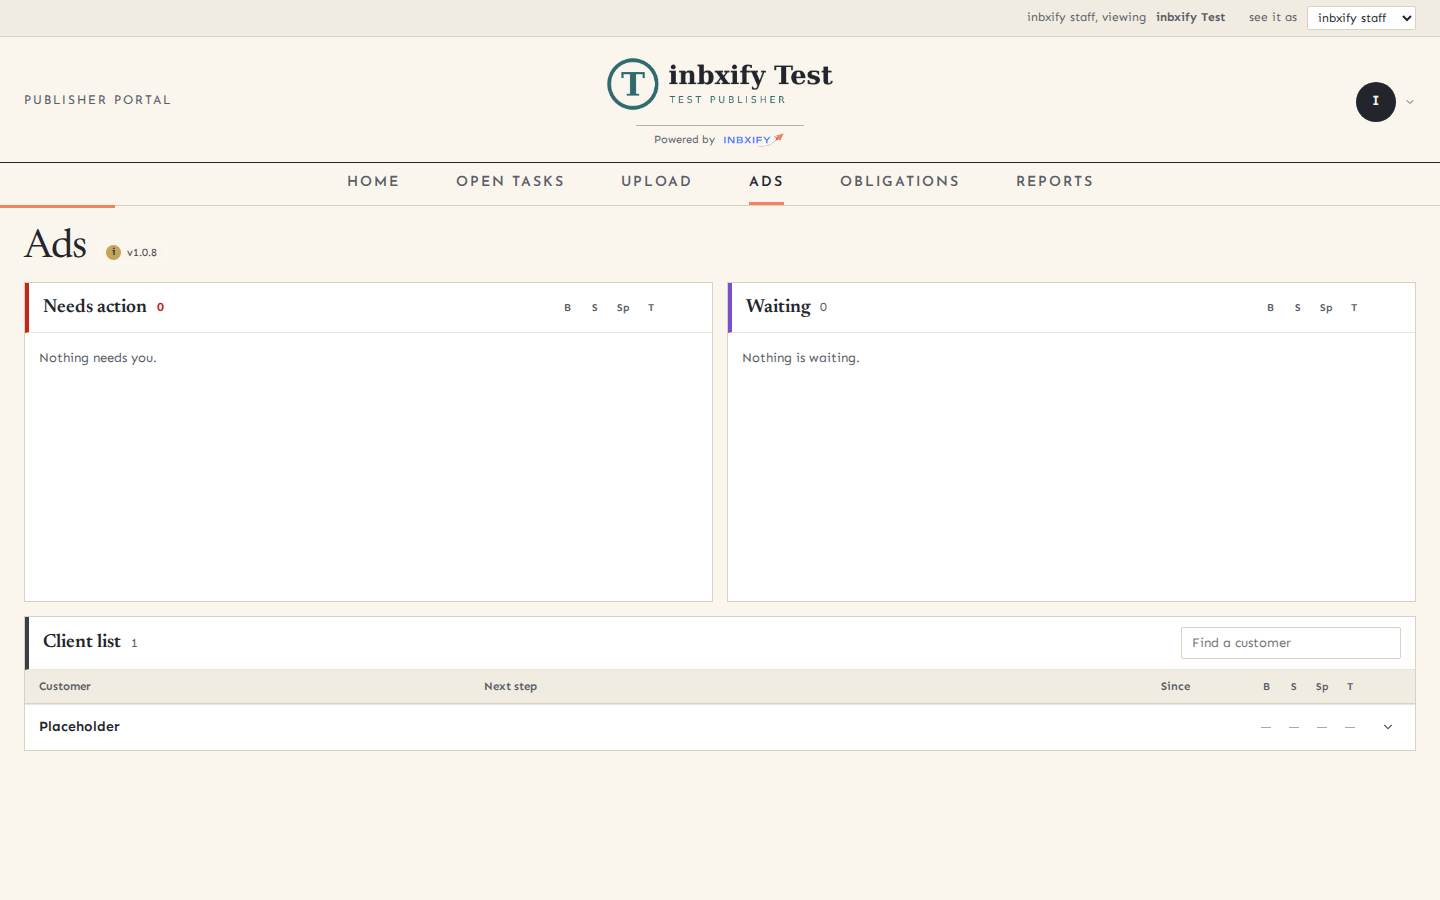 inbxify staff, viewing inbxify Test see it as inbxify staff
PUBLISHER PORTAL
T inbxify Test
TEST PUBLISHER
Powered by INBXIFY
I
HOME OPEN TASKS UPLOAD ADS OBLIGATIONS REPORTS
Ads i v1.0.8
Needs action 0 B S Sp T
Nothing needs you.
Waiting 0 B S Sp T
Nothing is waiting.
Client list 1 Find a customer
Customer Next step Since B S Sp T
Placeholder — — — —